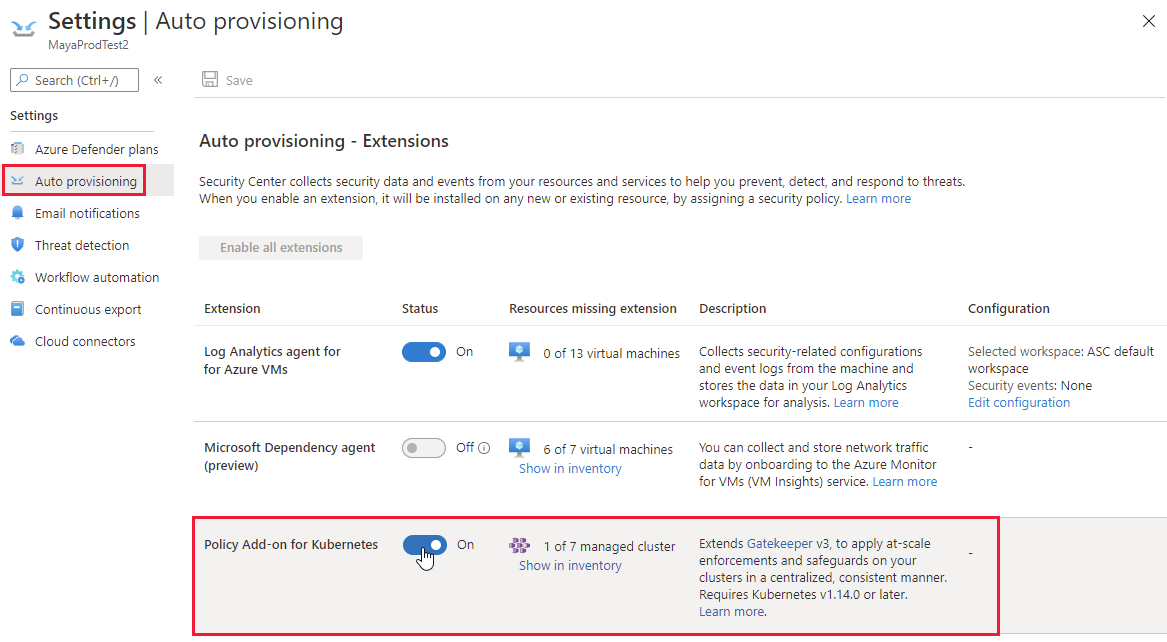 Settings | Auto provisioning
MayaProdTest2
Search (Ctrl+/)
«
Save
Settings
Azure Defender plans
Auto provisioning
Email notifications
Threat detection
Workflow automation
Continuous export
Cloud connectors
Auto provisioning - Extensions
Security Center collects security data and events from your resources and services to help you prevent, detect, and respond to threats.
When you enable an extension, it will be installed on any new or existing resource, by assigning a security policy. Learn more
Enable all extensions
Extension Status Resources missing extension Description Configuration
Log Analytics agent for
for Azure VMs
On
0 of 13 virtual machines
Collects security-related configurations
and event logs from the machine and
stores the data in your Log Analytics
workspace for analysis. Learn more
Selected workspace: ASC default
workspace
Security events: None
Edit configuration
Microsoft Dependency agent
(preview)
Off
6 of 7 virtual machines
Show in inventory
You can collect and store network traffic
data by onboarding to the Azure Monitor
for VMs (VM Insights) service. Learn more
-
Policy Add-on for Kubernetes
On
1 of 7 managed cluster
Show in inventory
Extends Gatekeeper v3, to apply at-scale
enforcements and safeguards on your
clusters in a centralized, consistent manner.
Requires Kubernetes v1.14.0 or later.
Learn more.
-